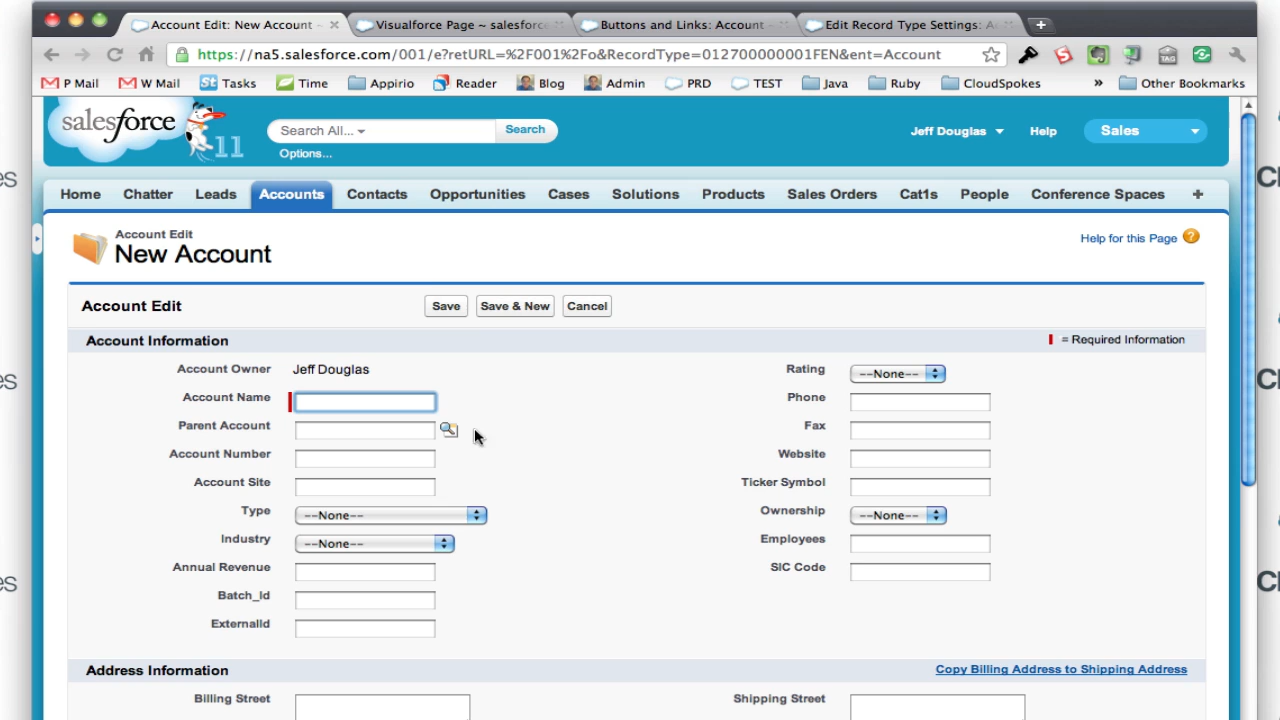 Account Edit: New Account ~
Visualforce Page ~ salesforce
Buttons and Links: Account ~
Edit Record Type Settings: A
https://na5.salesforce.com/001/e?retURL=%2F001%2Fo&RecordType=012700000001FEN&ent=Account
P Mail W Mail Tasks Time Appirio Reader Blog Admin PRD TEST Java Ruby CloudSpokes » Other Bookmarks
salesforce 11
Search All... Search
Options...
Jeff Douglas Help Sales
Home Chatter Leads Accounts Contacts Opportunities Cases Solutions Products Sales Orders Cat1s People Conference Spaces +
Account Edit
New Account
Help for this Page ?
Account Edit Save Save & New Cancel
Account Information = Required Information
Account Owner Jeff Douglas Rating --None--
Account Name Phone
Parent Account Fax
Account Number Website
Account Site Ticker Symbol
Type --None-- Ownership --None--
Industry --None-- Employees
Annual Revenue SIC Code
Batch_Id
ExternalId
Address Information Copy Billing Address to Shipping Address
Billing Street Shipping Street